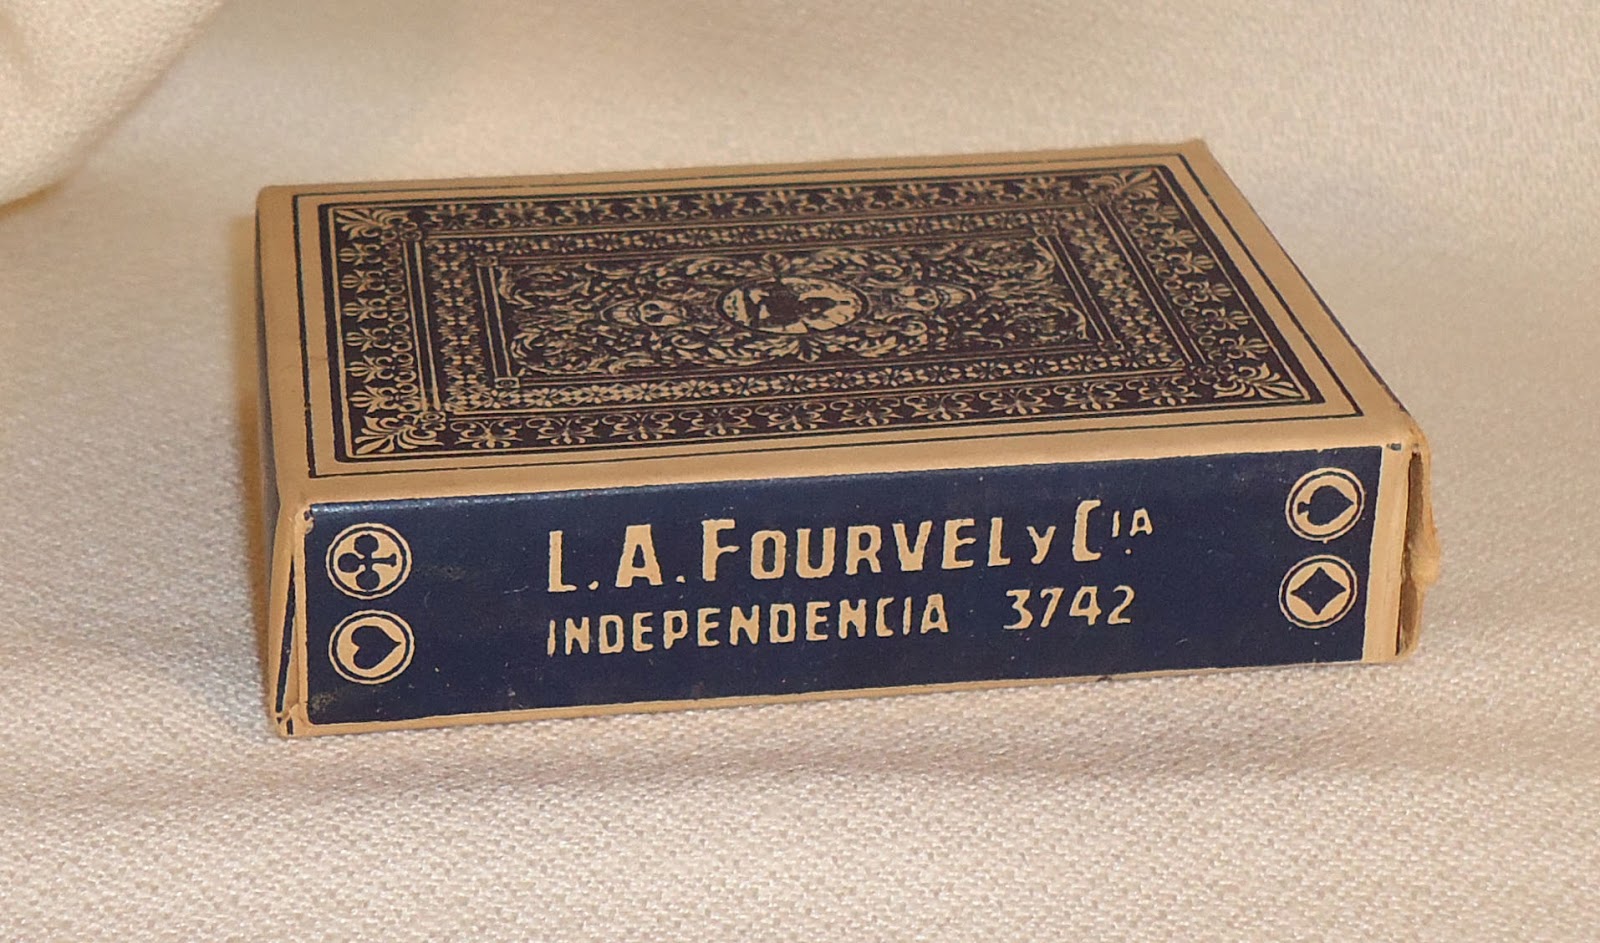 L.A. FOURVEL y CIA.
INDEPENDENCIA 3742